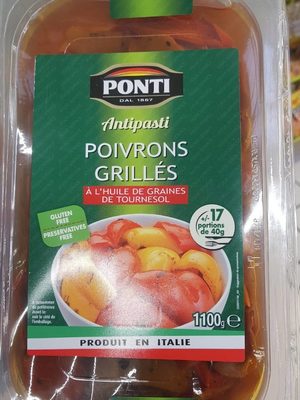 PONTI
DAL 1867
Antipasti
POIVRONS
GRILLÉS
À L'HUILE DE GRAINES
DE TOURNESOL
GLUTEN
FREE
PRESERVATIVES
FREE
+/- 17
portions
de 40g
1100g e
PRODUIT EN ITALIE